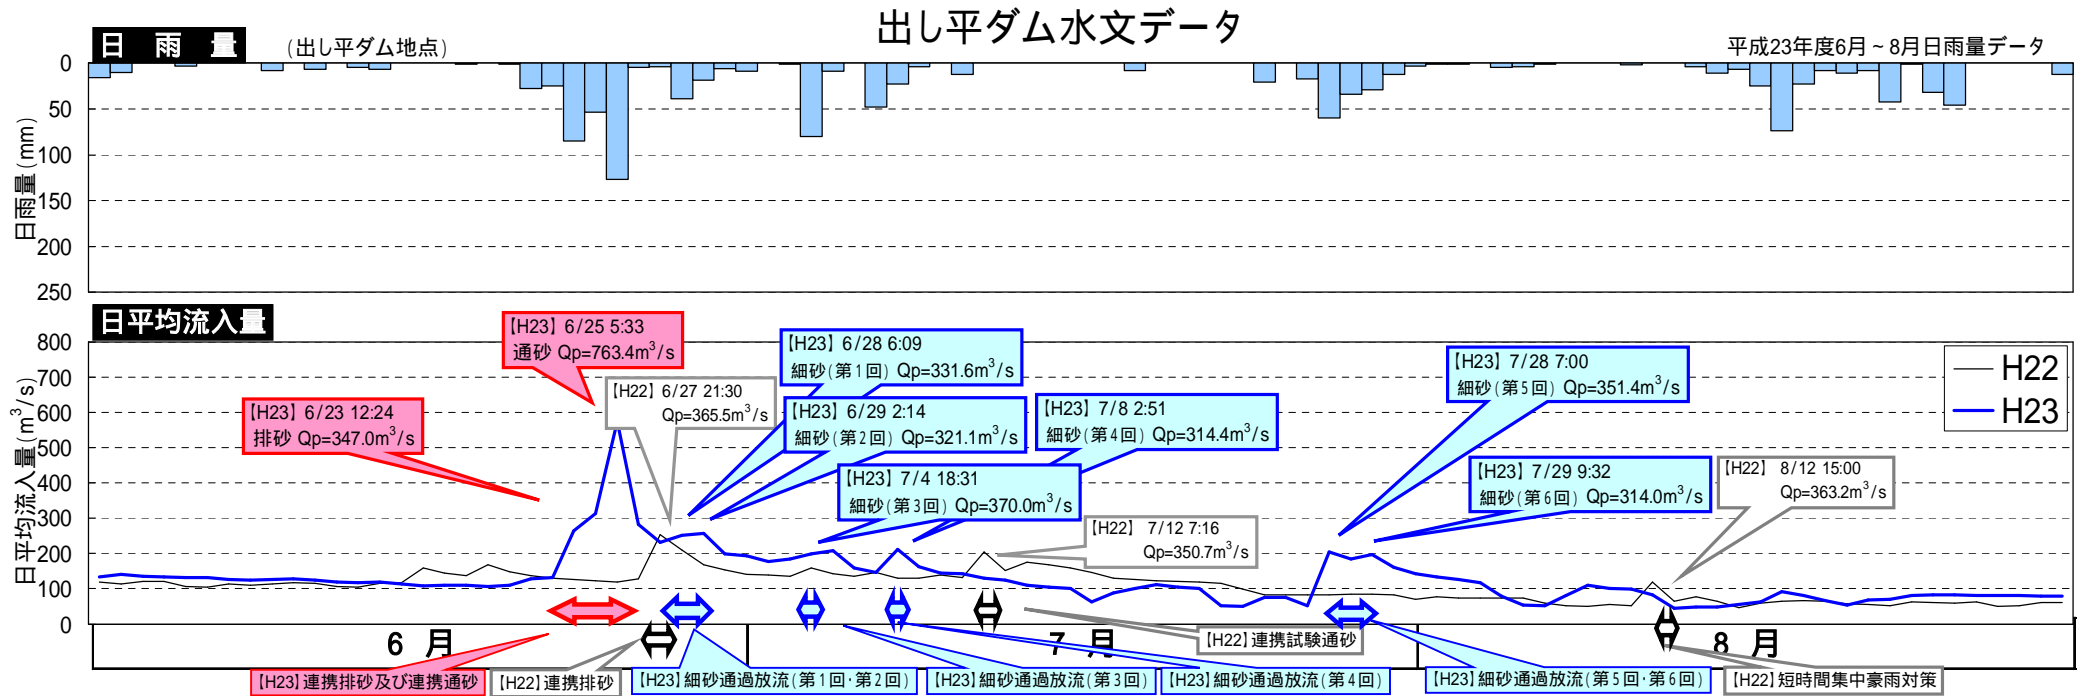 出し平ダム水文データ
日 雨 量 (出し平ダム地点)
平成23年度6月~8月日雨量データ
日雨量(mm)
0
50
100
150
200
250
日平均流入量
日平均流入量(m³/s)
800
700
600
500
400
300
200
100
0
H22
H23
【H23】 6/23 12:24
排砂 Qp=347.0m³/s
【H23】 6/25 5:33
通砂 Qp=763.4m³/s
【H22】 6/27 21:30
Qp=365.5m³/s
【H23】 6/28 6:09
細砂(第1回) Qp=331.6m³/s
【H23】 6/29 2:14
細砂(第2回) Qp=321.1m³/s
【H23】 7/4 18:31
細砂(第3回) Qp=370.0m³/s
【H23】 7/8 2:51
細砂(第4回) Qp=314.4m³/s
【H22】 7/12 7:16
Qp=350.7m³/s
【H23】 7/28 7:00
細砂(第5回) Qp=351.4m³/s
【H23】 7/29 9:32
細砂(第6回) Qp=314.0m³/s
【H22】 8/12 15:00
Qp=363.2m³/s
6 月
7 月
8 月
【H22】連携試験通砂
【H23】連携排砂及び連携通砂
【H22】連携排砂
【H23】細砂通過放流(第1回・第2回)
【H23】細砂通過放流(第3回)
【H23】細砂通過放流(第4回)
【H23】細砂通過放流(第5回・第6回)
【H22】短時間集中豪雨対策